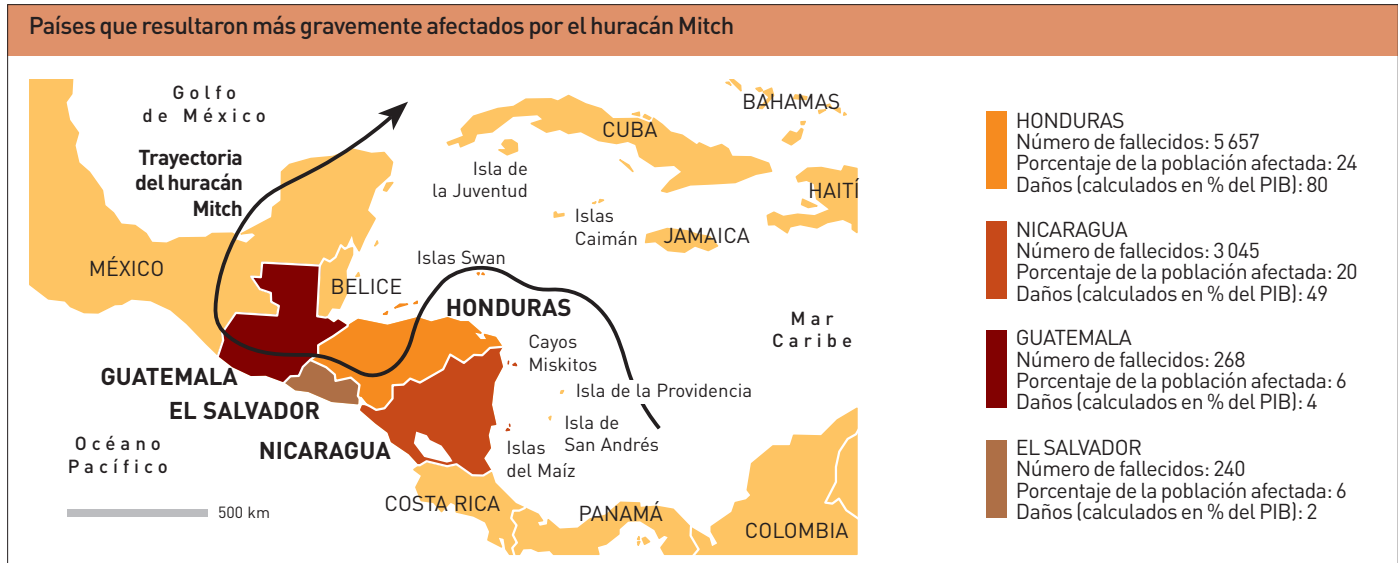 Países que resultaron más gravemente afectados por el huracán Mitch
Golfo
de México
Trayectoria
del huracán
Mitch
MÉXICO
BELICE
GUATEMALA
EL SALVADOR
NICARAGUA
HONDURAS
Océano
Pacífico
500 km
CUBA
BAHAMAS
Isla de
la Juventud
Islas
Caimán
JAMAICA
HAITÍ
Islas Swan
Cayos
Miskitos
Mar
Caribe
Isla de la Providencia
Isla de
San Andrés
Islas
del Maíz
COSTA RICA
PANAMÁ
COLOMBIA
HONDURAS
Número de fallecidos: 5 657
Porcentaje de la población afectada: 24
Daños (calculados en % del PIB): 80
NICARAGUA
Número de fallecidos: 3 045
Porcentaje de la población afectada: 20
Daños (calculados en % del PIB): 49
GUATEMALA
Número de fallecidos: 268
Porcentaje de la población afectada: 6
Daños (calculados en % del PIB): 4
EL SALVADOR
Número de fallecidos: 240
Porcentaje de la población afectada: 6
Daños (calculados en % del PIB): 2